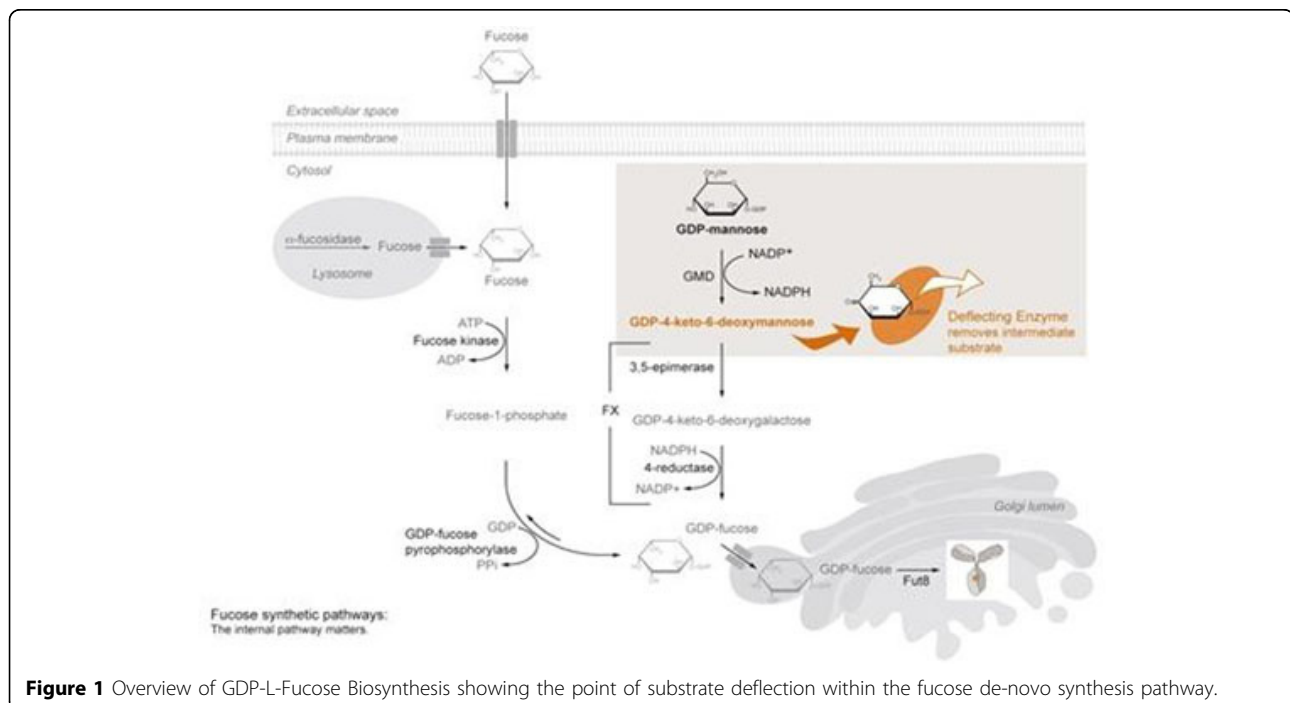 Fucose
Extracellular space
Plasma membrane
Cytosol
α-fucosidase
Fucose
Lysosome
Fucose
ATP
Fucose kinase
ADP
Fucose-1-phosphate
GDP-fucose
pyrophosphorylase
GDP
PPi
GDP-mannose
GMD
NADP+
NADPH
GDP-4-keto-6-deoxymannose
Deflecting Enzyme
removes intermediate
substrate
3,5-epimerase
FX
GDP-4-keto-6-deoxygalactose
NADPH
4-reductase
NADP+
GDP-fucose
Golgi lumen
GDP-fucose
Fut8
Fucose synthetic pathways:
The internal pathway matters.
Figure 1 Overview of GDP-L-Fucose Biosynthesis showing the point of substrate deflection within the fucose de-novo synthesis pathway.